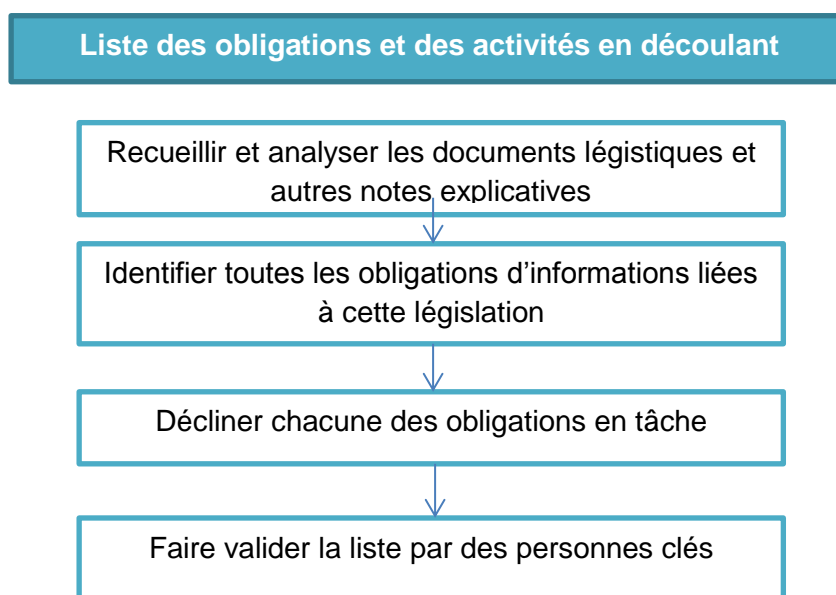 Liste des obligations et des activités en découlant
Recueillir et analyser les documents légistiques et
autres notes explicatives
Identifier toutes les obligations d’informations liées
à cette législation
Décliner chacune des obligations en tâche
Faire valider la liste par des personnes clés